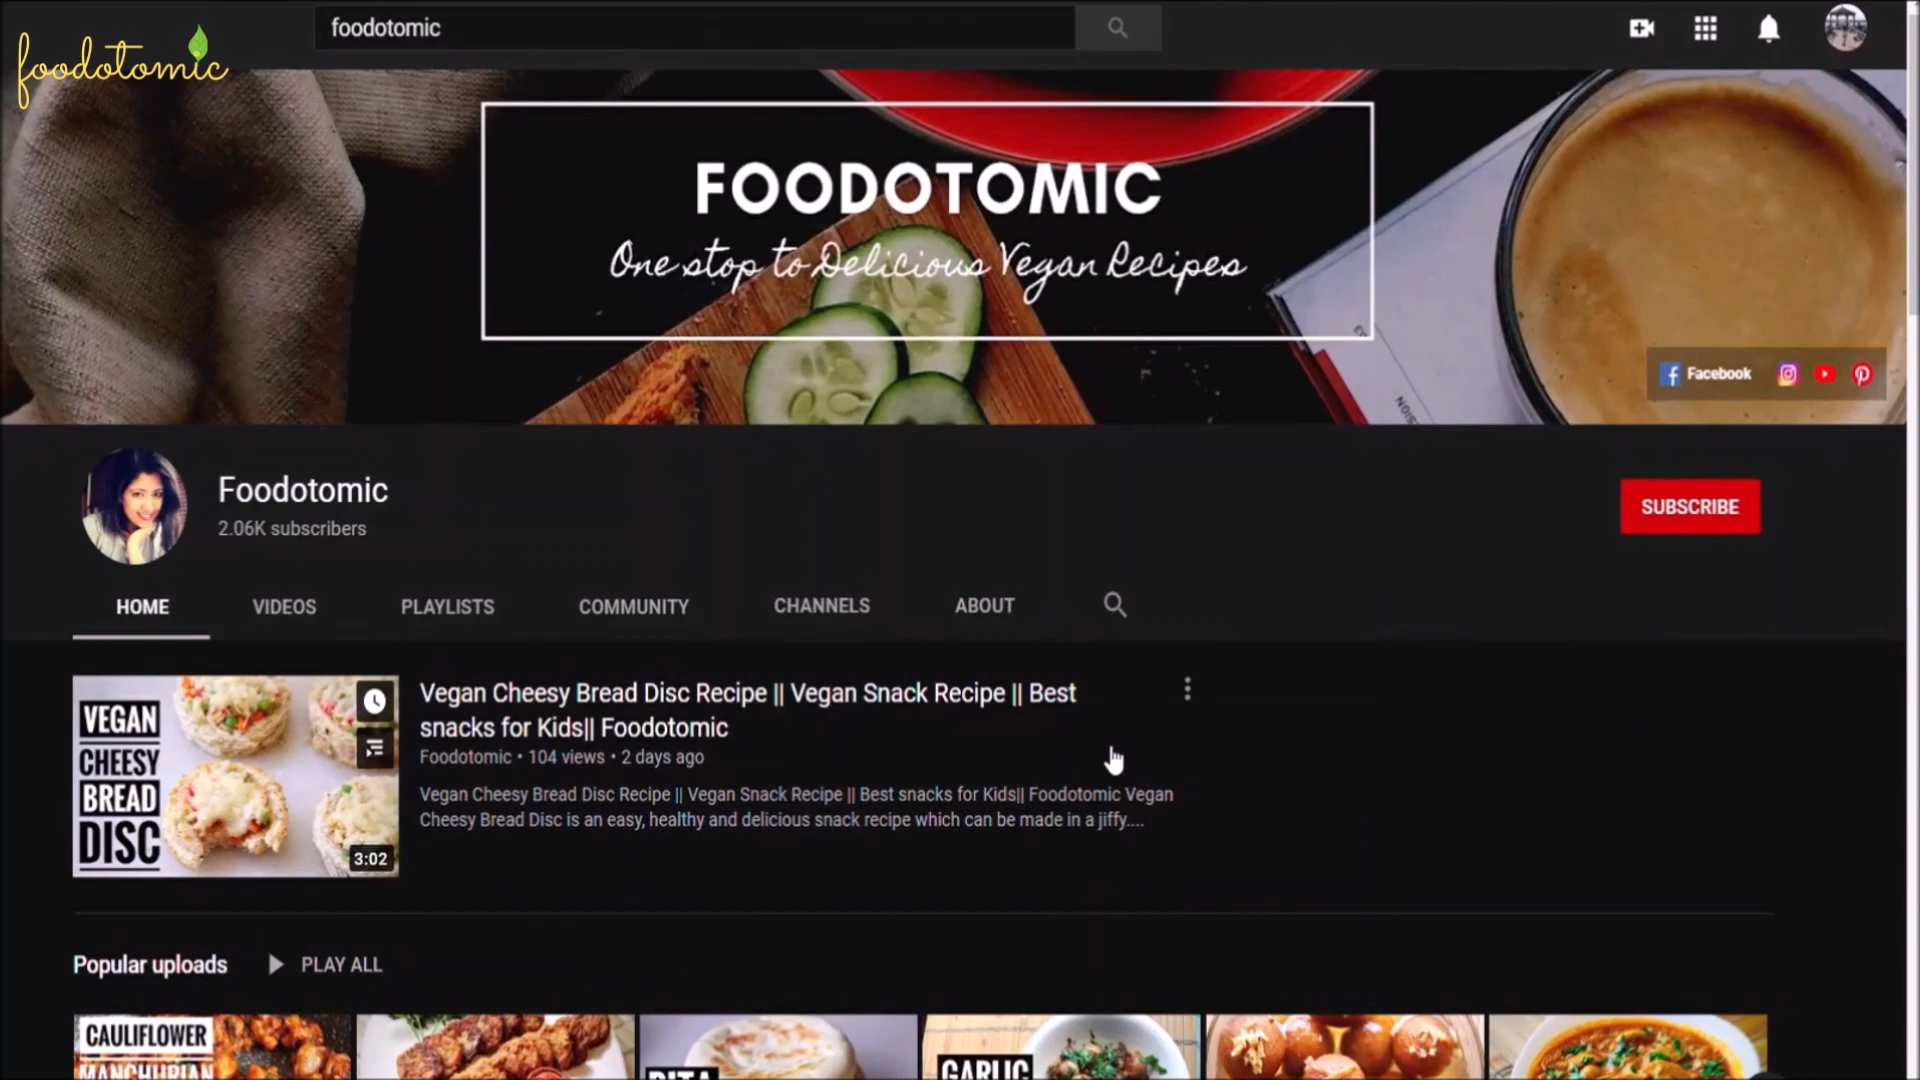 foodotomic
foodotomic
FOODOTOMIC
One stop to Delicious Vegan Recipes
Facebook
Foodotomic
2.06K subscribers
SUBSCRIBE
HOME VIDEOS PLAYLISTS COMMUNITY CHANNELS ABOUT
VEGAN
CHEESY
BREAD
DISC
3:02
Vegan Cheesy Bread Disc Recipe || Vegan Snack Recipe || Best
snacks for Kids|| Foodotomic
Foodotomic • 104 views • 2 days ago
Vegan Cheesy Bread Disc Recipe || Vegan Snack Recipe || Best snacks for Kids|| Foodotomic Vegan
Cheesy Bread Disc is an easy, healthy and delicious snack recipe which can be made in a jiffy....
Popular uploads PLAY ALL
CAULIFLOWER
MANCHURIAN
PITA
GARLIC